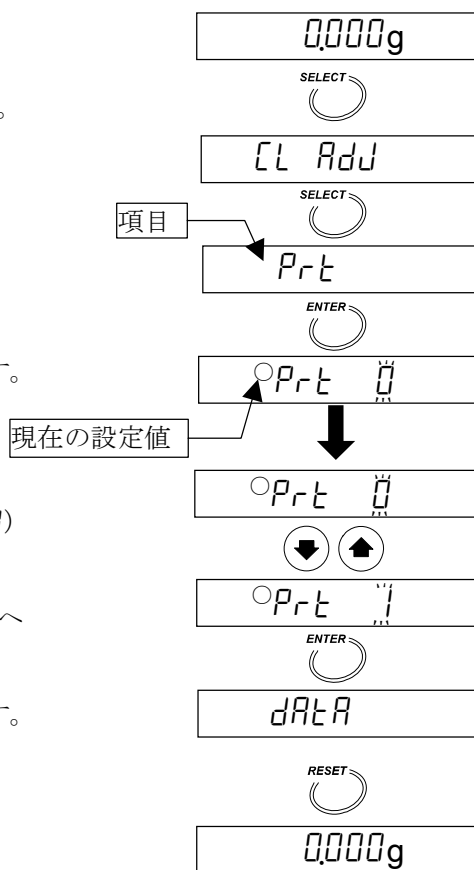 0.000g
SELECT
。
CL AdJ
SELECT
項目
Prt
ENTER
○Prt 0
す。
現在の設定値
○Prt 0
)
○Prt 1
へ
ENTER
dAtA
す。
RESET
0.000g